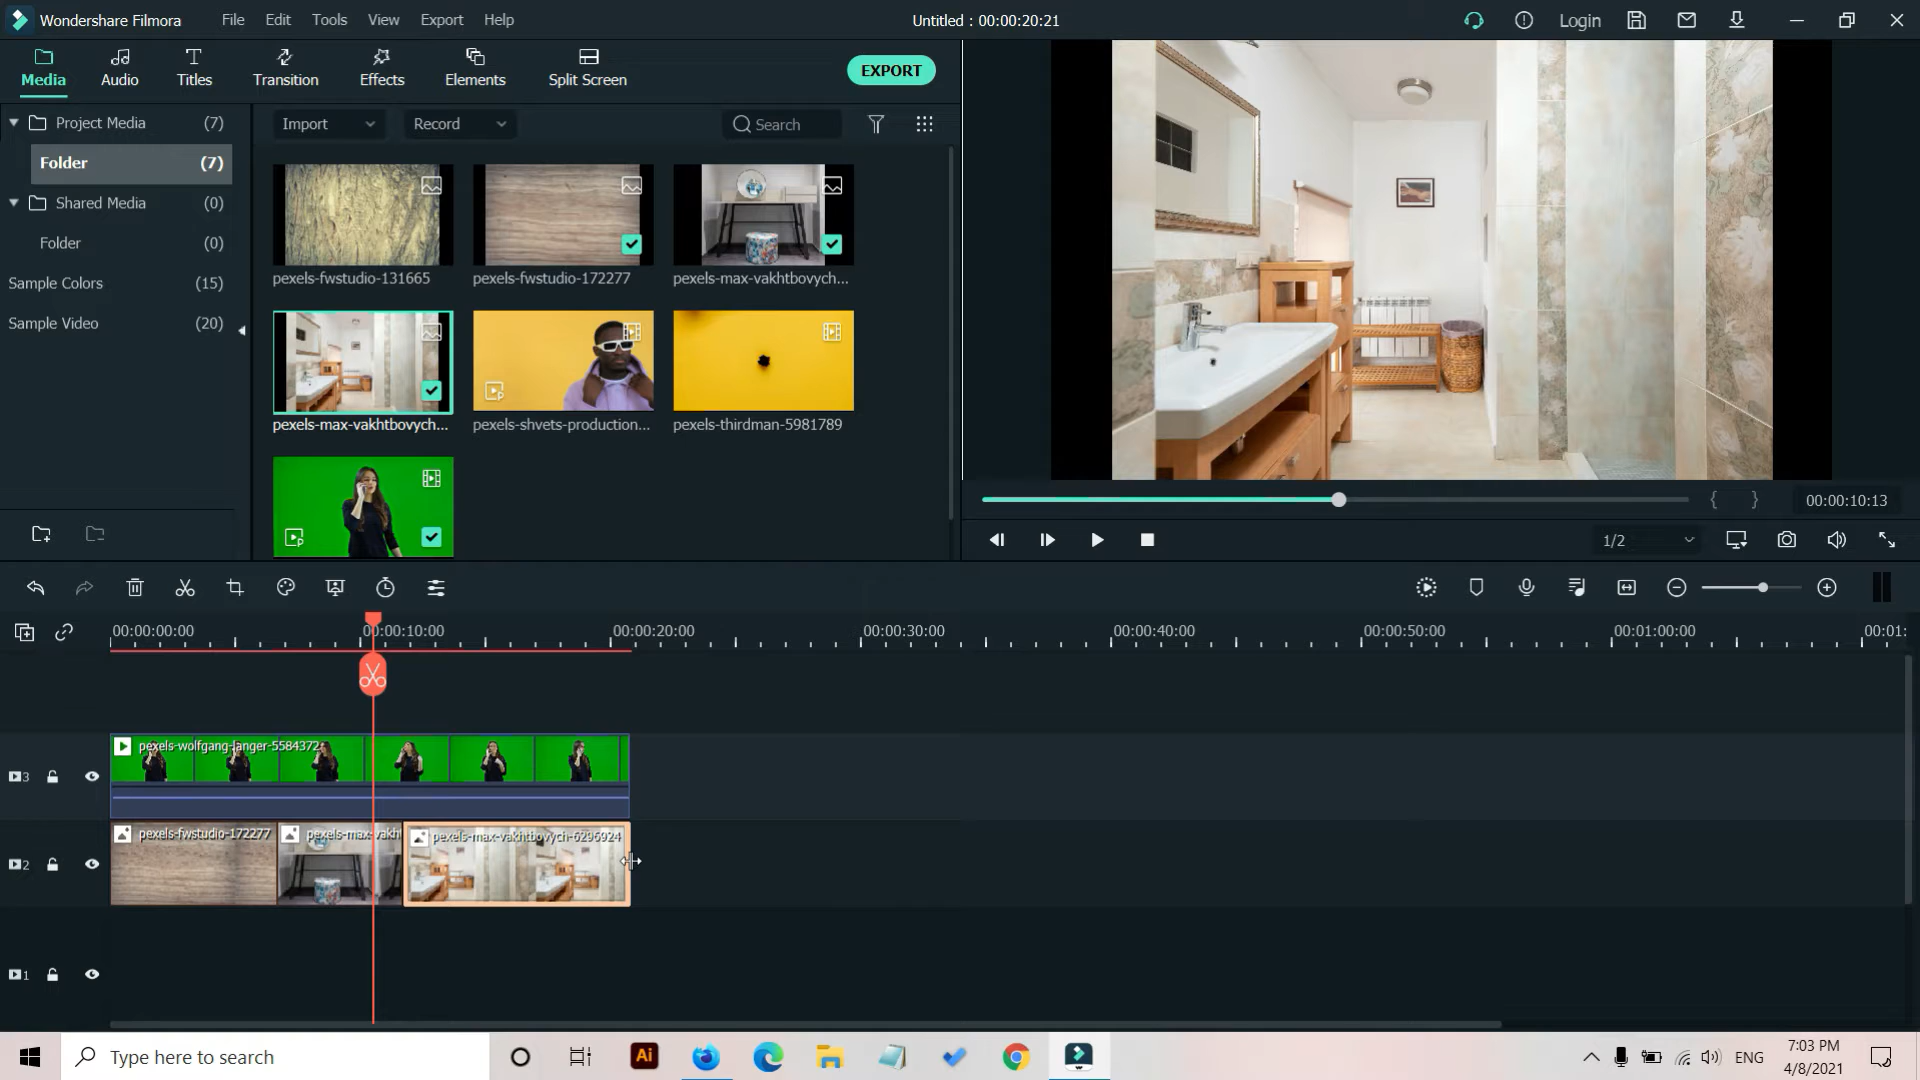 Wondershare Filmora File Edit Tools View Export Help Untitled : 00:00:20:21 Login
Media Audio Titles Transition Effects Elements Split Screen EXPORT
Project Media (7)
Folder (7)
Shared Media (0)
Folder (0)
Sample Colors (15)
Sample Video (20)
Import Record Search
pexels-fwstudio-131665 pexels-fwstudio-172277 pexels-max-vakhtbovych...
pexels-max-vakhtbovych... pexels-shvets-production... pexels-thirdman-5981789
{ } 00:00:10:13
1/2
00:00:00:00 00:00:10:00 00:00:20:00 00:00:30:00 00:00:40:00 00:00:50:00 00:01:00:00 00:01:
pexels-wolfgang-langer-5584372
3
pexels-fwstudio-172277 pexels-max-vakht pexels-max-vakhtbovych-6296924
2
1
Type here to search Ai ENG 7:03 PM
4/8/2021